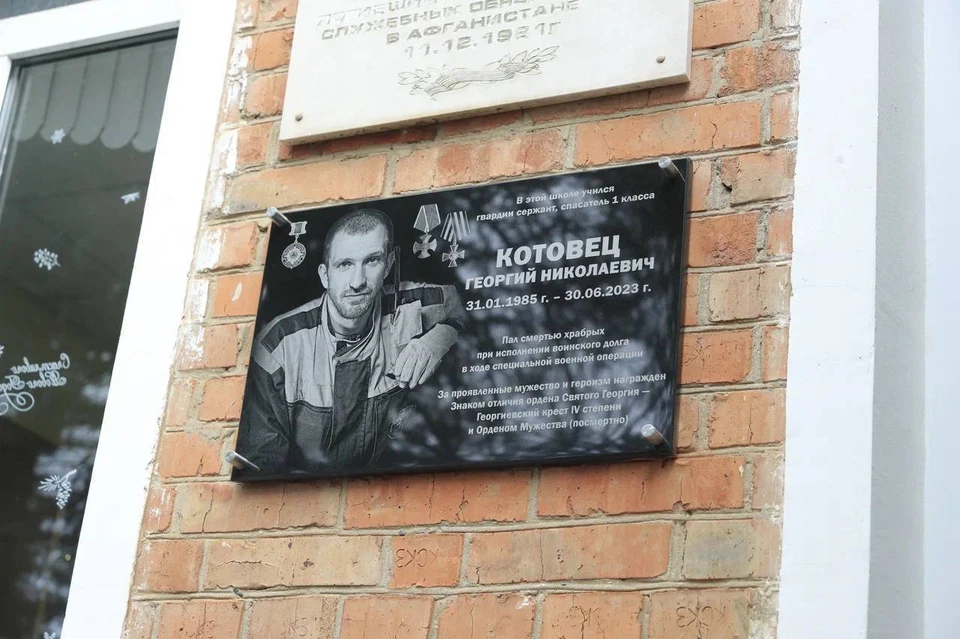 СЛУЖЕБНЫХ
В АФГАНИСТАНЕ
11.12.1981Г
В этой школе учился
гвардии сержант, спасатель 1 класса
КОТОВЕЦ
ГЕОРГИЙ НИКОЛАЕВИЧ
31.01.1985 г. – 30.06.2023 г.
Пал смертью храбрых
при исполнении воинского долга
в ходе специальной военной операции
За проявленные мужество и героизм награжден
Знаком отличия ордена Святого Георгия —
Георгиевский крест IV степени
и Орденом Мужества (посмертно)
СКЗ
СКЗ